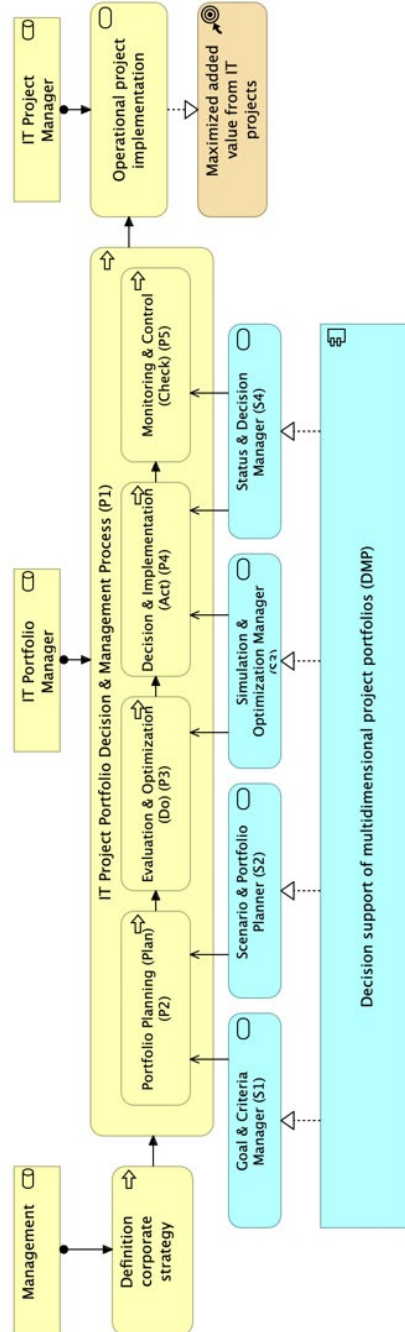 Management
IT Portfolio
Manager
IT Project
Manager
Definition
corporate
strategy
IT Project Portfolio Decision & Management Process (P1)
Portfolio Planning (Plan)
(P2)
Evaluation & Optimization
(Do) (P3)
Decision & Implementation
(Act) (P4)
Monitoring & Control
(Check) (P5)
Operational project
implementation
Maximized added
value from IT
projects
Goal & Criteria
Manager (S1)
Scenario & Portfolio
Planner (S2)
Simulation &
Optimization Manager
Status & Decision
Manager (S4)
Decision support of multidimensional project portfolios (DMP)